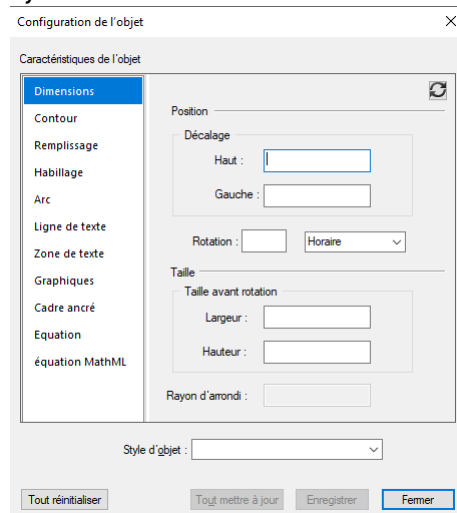 Configuration de l'objet
Caractéristiques de l'objet
Dimensions
Contour
Remplissage
Habillage
Arc
Ligne de texte
Zone de texte
Graphiques
Cadre ancré
Equation
équation MathML
Position
Décalage
Haut :
Gauche :
Rotation : Horaire
Taille
Taille avant rotation
Largeur :
Hauteur :
Rayon d'arrondi :
Style d'objet :
Tout réinitialiser Tout mettre à jour Enregistrer Fermer